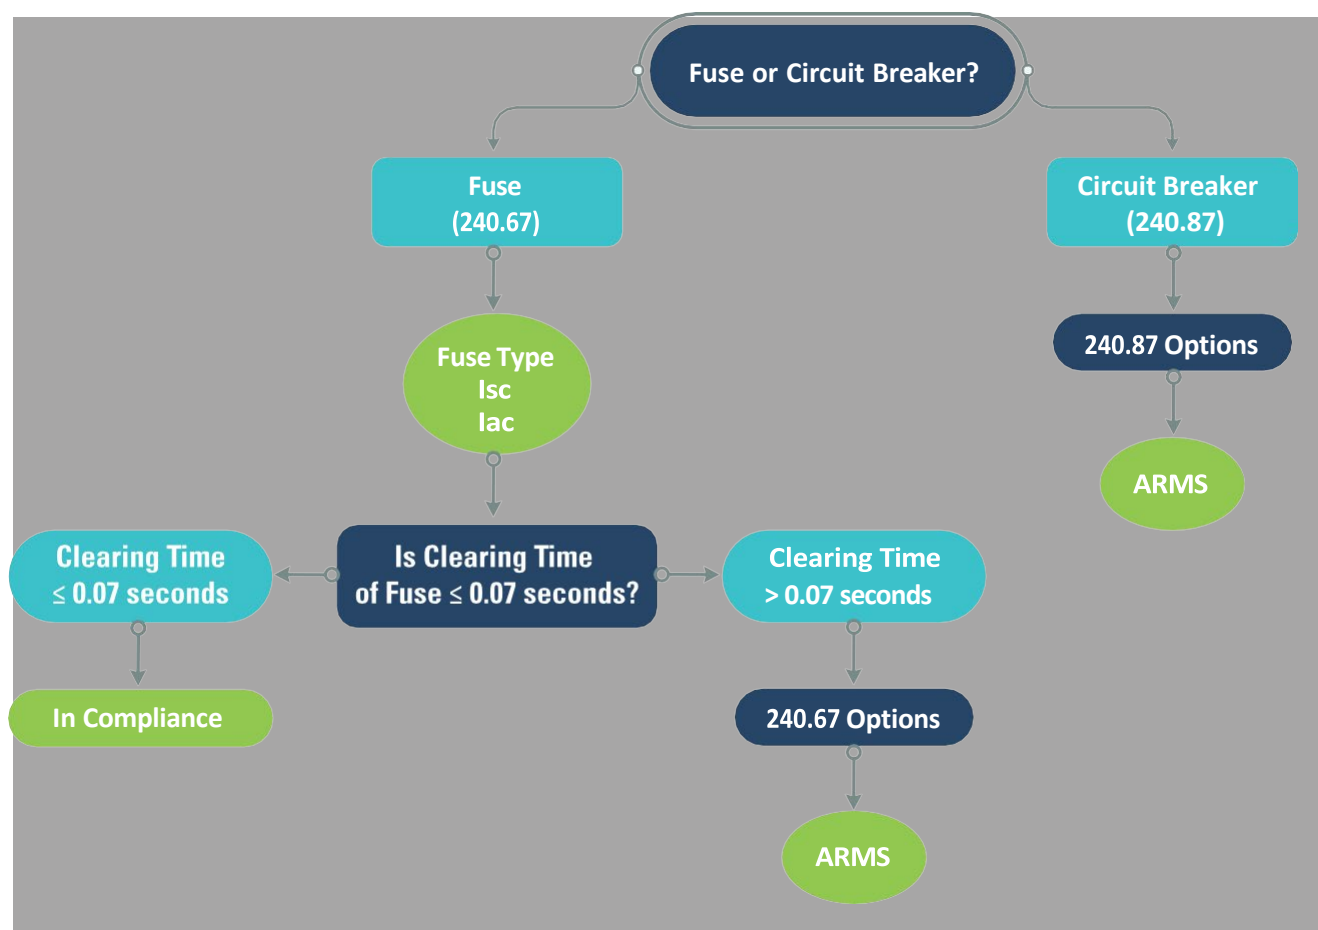 Fuse or Circuit Breaker?
Fuse
(240.67)
Circuit Breaker
(240.87)
Fuse Type
Isc
Iac
240.87 Options
ARMS
Clearing Time
≤ 0.07 seconds
Is Clearing Time
of Fuse ≤ 0.07 seconds?
Clearing Time
> 0.07 seconds
In Compliance
240.67 Options
ARMS